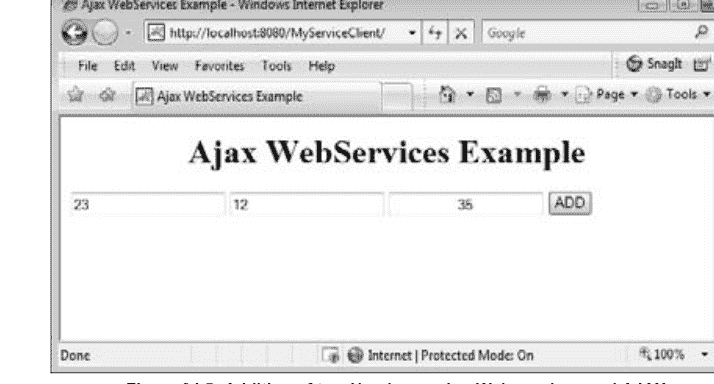 Ajax WebServices Example - Windows Internet Explorer
http://localhost:8080/MyServiceClient/ Google
File Edit View Favorites Tools Help SnagIt
Ajax WebServices Example Page Tools
Ajax WebServices Example
23 12 35 ADD
Done Internet | Protected Mode: On 100%